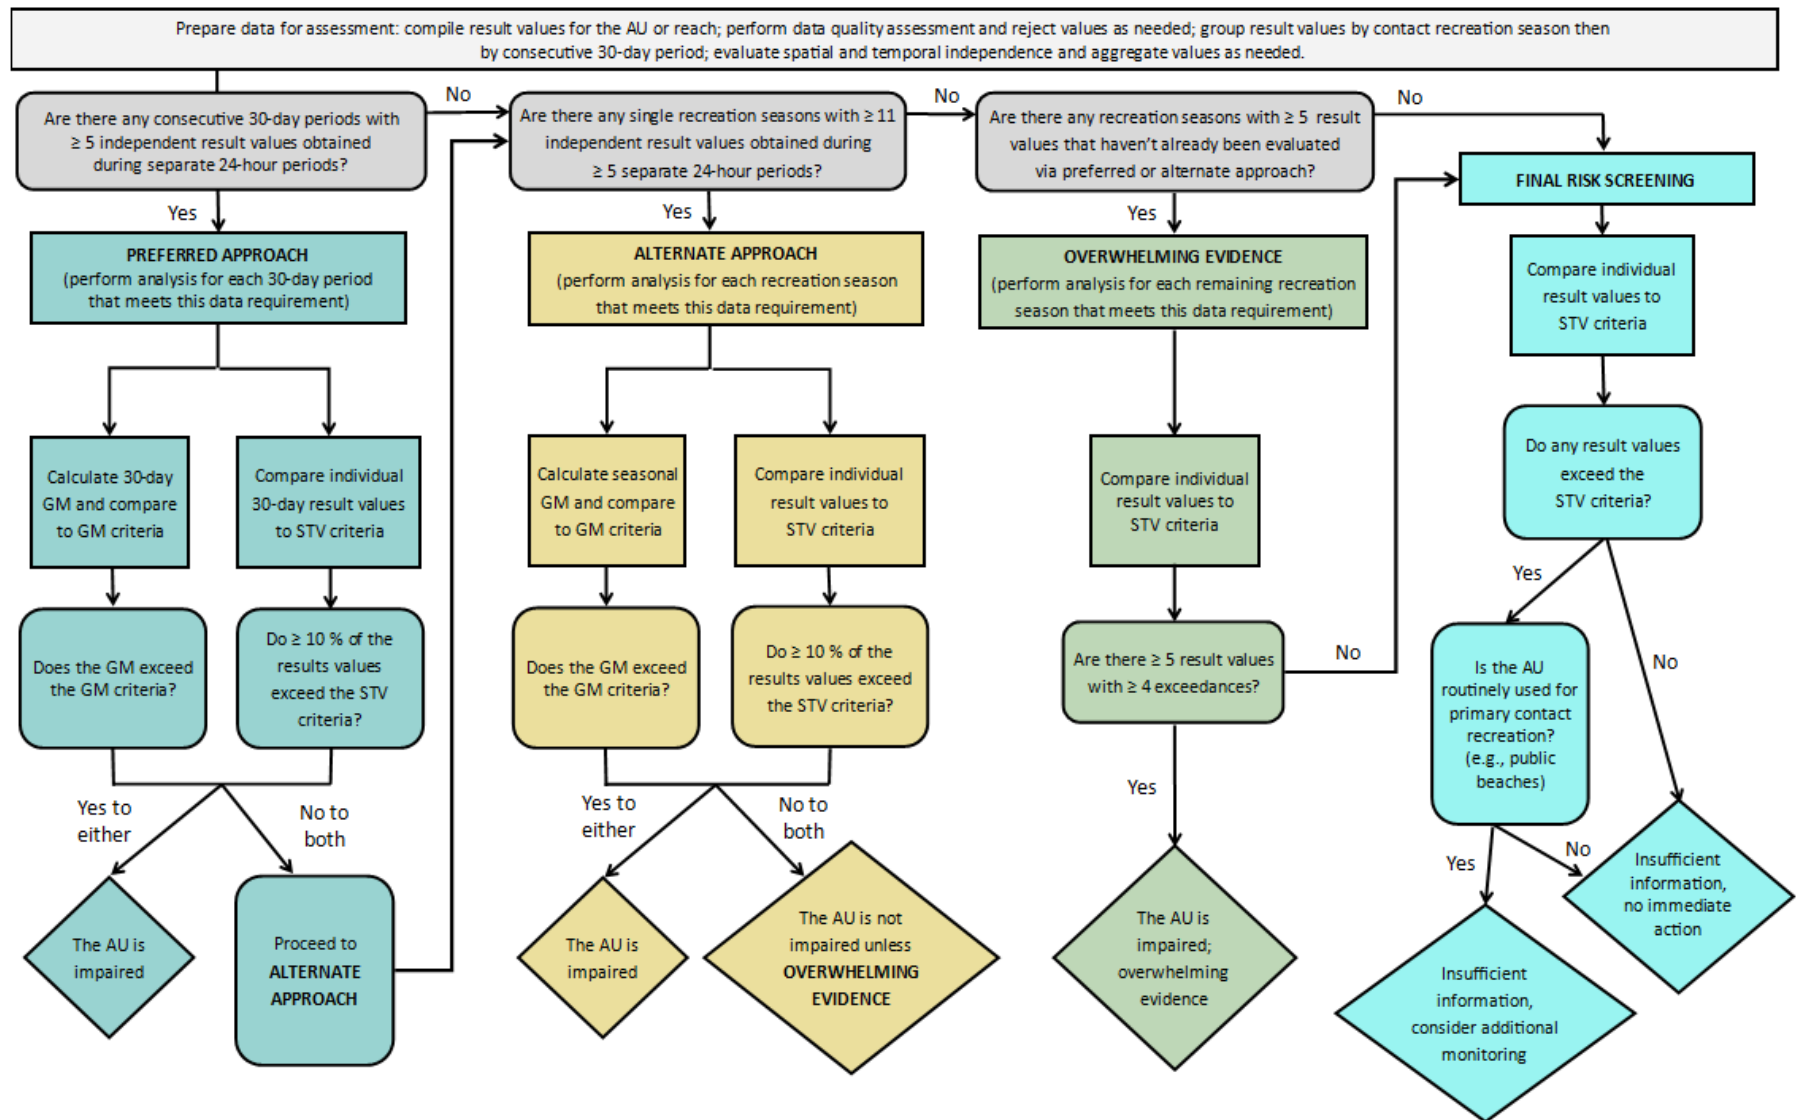 Prepare data for assessment: compile result values for the AU or reach; perform data quality assessment and reject values as needed; group result values by contact recreation season then
by consecutive 30-day period; evaluate spatial and temporal independence and aggregate values as needed.
Are there any consecutive 30-day periods with
≥ 5 independent result values obtained
during separate 24-hour periods?
No
Yes
PREFERRED APPROACH
(perform analysis for each 30-day period
that meets this data requirement)
Calculate 30-day
GM and compare
to GM criteria
Compare individual
30-day result values
to STV criteria
Does the GM exceed
the GM criteria?
Do ≥ 10 % of the
results values
exceed the STV
criteria?
Yes to
either
No to
both
The AU is
impaired
Proceed to
ALTERNATE
APPROACH
Are there any single recreation seasons with ≥ 11
independent result values obtained during
≥ 5 separate 24-hour periods?
No
Yes
ALTERNATE APPROACH
(perform analysis for each recreation season
that meets this data requirement)
Calculate seasonal
GM and compare
to GM criteria
Compare individual
result values to
STV criteria
Does the GM exceed
the GM criteria?
Do ≥ 10 % of the
results values exceed
the STV criteria?
Yes to
either
No to
both
The AU is
impaired
The AU is not
impaired unless
OVERWHELMING
EVIDENCE
Are there any recreation seasons with ≥ 5 result
values that haven't already been evaluated
via preferred or alternate approach?
No
Yes
OVERWHELMING EVIDENCE
(perform analysis for each remaining recreation
season that meets this data requirement)
Compare individual
result values to
STV criteria
Are there ≥ 5 result values
with ≥ 4 exceedances?
No
Yes
The AU is
impaired;
overwhelming
evidence
FINAL RISK SCREENING
Compare individual
result values to
STV criteria
Do any result values
exceed the
STV criteria?
Yes
No
Is the AU
routinely used for
primary contact
recreation?
(e.g., public
beaches)
Yes
No
Insufficient
information,
no immediate
action
Insufficient
information,
consider additional
monitoring